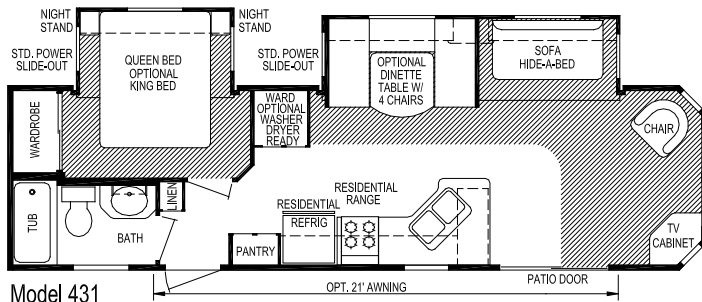 NIGHT
STAND
NIGHT
STAND
STD. POWER
SLIDE-OUT
STD. POWER
SLIDE-OUT
QUEEN BED
OPTIONAL
KING BED
OPTIONAL
DINETTE
TABLE W/
4 CHAIRS
SOFA
HIDE-A-BED
WARDROBE
WARD
OPTIONAL
WASHER
DRYER
READY
CHAIR
TUB
BATH
LINEN
RESIDENTIAL
RANGE
RESIDENTIAL
REFRIG
PANTRY
TV
CABINET
PATIO DOOR
OPT. 21' AWNING
Model 431